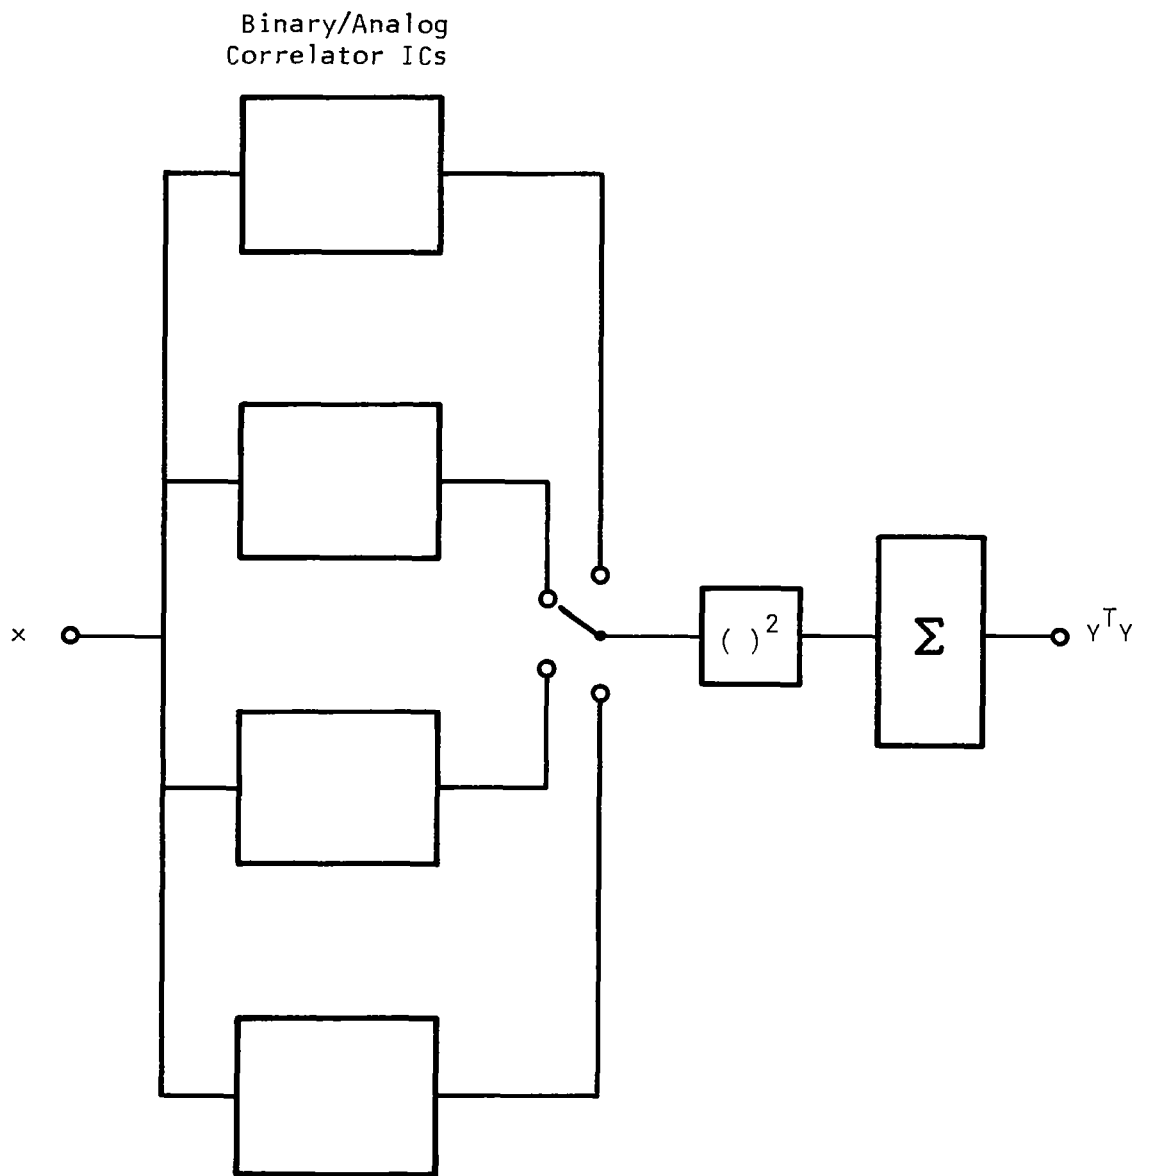 Binary/Analog
Correlator ICs
x
( )²
Σ
YᵀY